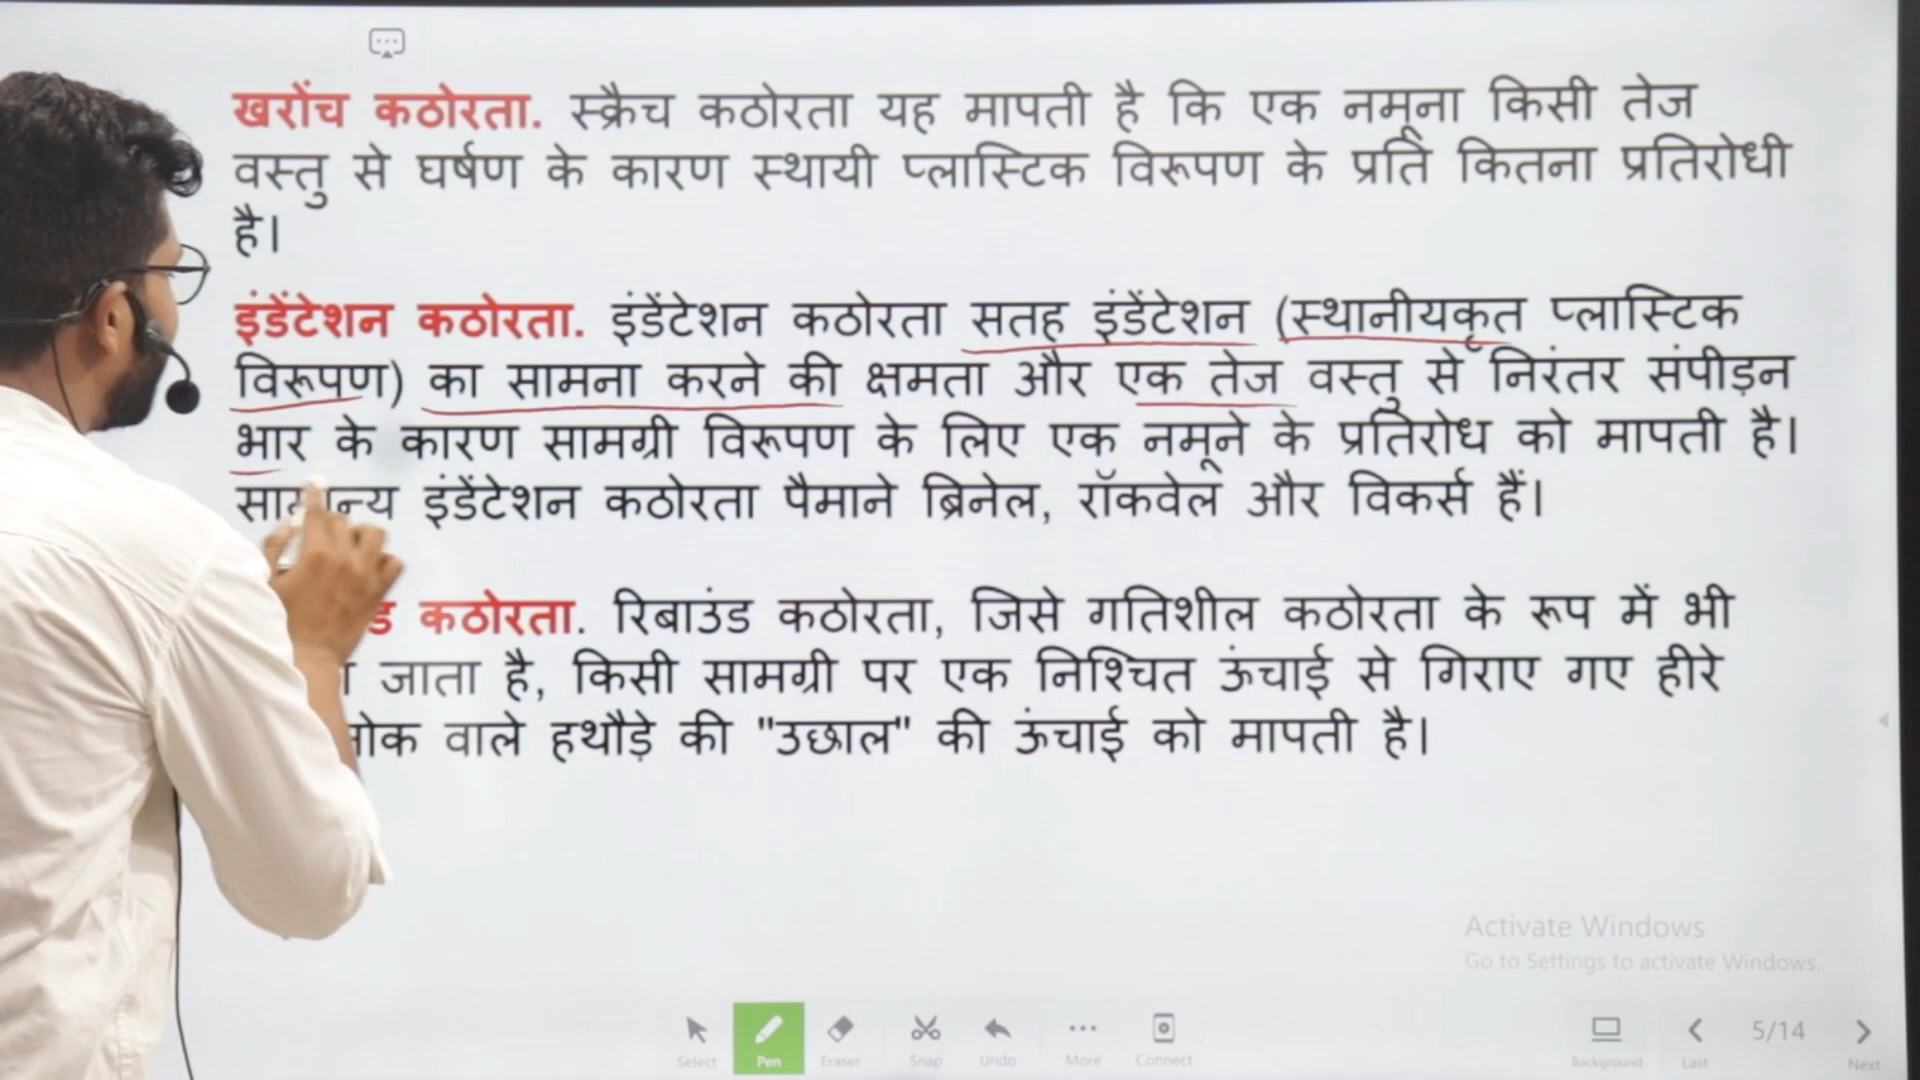 खरोंच कठोरता. स्क्रैच कठोरता यह मापती है कि एक नमूना किसी तेज
वस्तु से घर्षण के कारण स्थायी प्लास्टिक विरूपण के प्रति कितना प्रतिरोधी
है।
इंडेंटेशन कठोरता. इंडेंटेशन कठोरता सतह इंडेंटेशन (स्थानीयकृत प्लास्टिक
विरूपण) का सामना करने की क्षमता और एक तेज वस्तु से निरंतर संपीड़न
भार के कारण सामग्री विरूपण के लिए एक नमूने के प्रतिरोध को मापती है।
इंडेंटेशन कठोरता पैमाने ब्रिनेल, रॉकवेल और विकर्स हैं।
कठोरता. रिबाउंड कठोरता, जिसे गतिशील कठोरता के रूप में भी
जाता है, किसी सामग्री पर एक निश्चित ऊंचाई से गिराए गए हीरे
वाले हथौड़े की "उछाल" की ऊंचाई को मापती है।
Activate Windows
Go to Settings to activate Windows.
Select Pen Eraser Snap Undo More Connect Background Last 5/14 Next